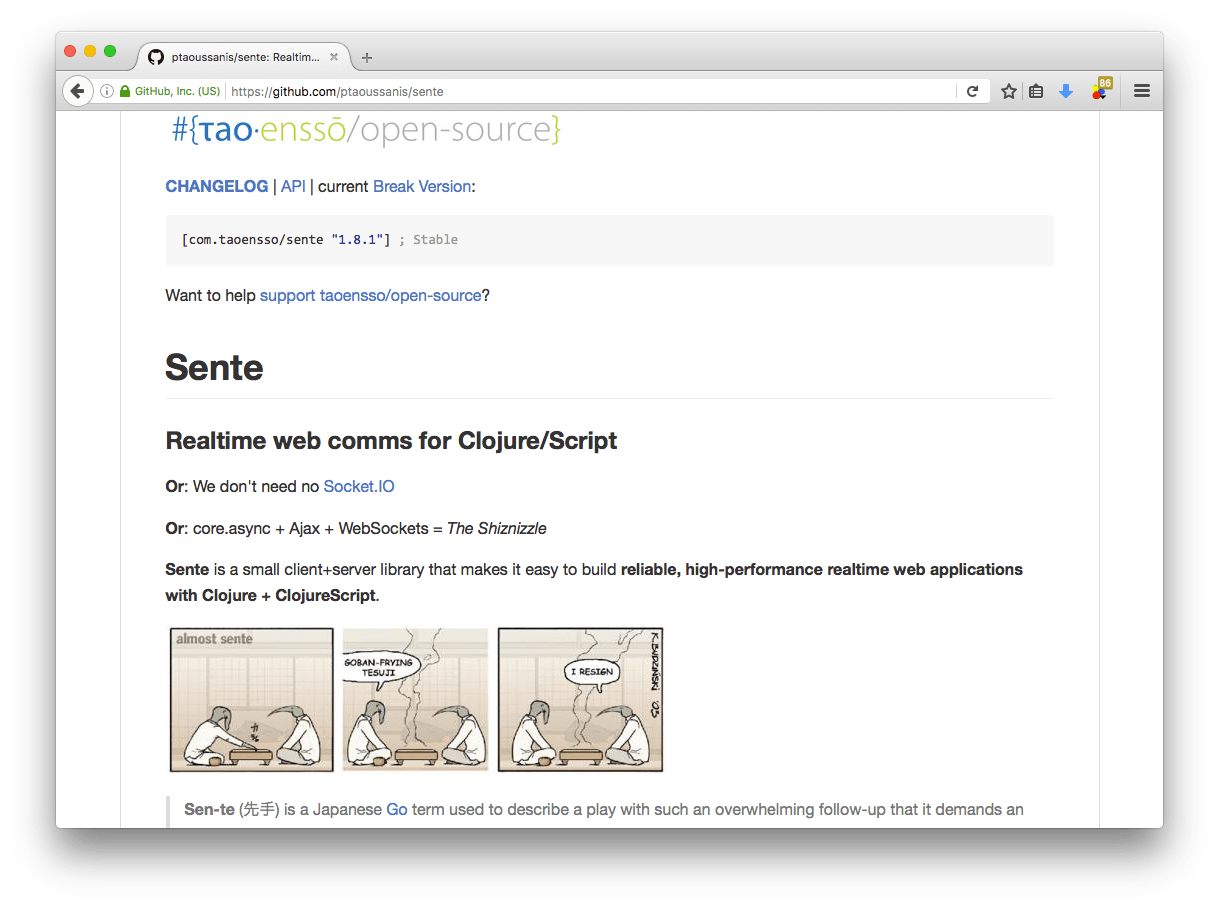 ptaoussanis/sente: Realtim...
GitHub, Inc. (US)
https://github.com/ptaoussanis/sente
86
#{τao·enssō/open-source}
CHANGELOG | API | current Break Version:
[com.taoensso/sente "1.8.1"] ; Stable
Want to help support taoensso/open-source?
Sente
Realtime web comms for Clojure/Script
Or: We don't need no Socket.IO
Or: core.async + Ajax + WebSockets = The Shiznizzle
Sente is a small client+server library that makes it easy to build reliable, high-performance realtime web applications
with Clojure + ClojureScript.
almost sente
GOBAN-FRYING
TESUJI
I RESIGN
K.BUDZIŃSKI '05
Sen-te (先手) is a Japanese Go term used to describe a play with such an overwhelming follow-up that it demands an